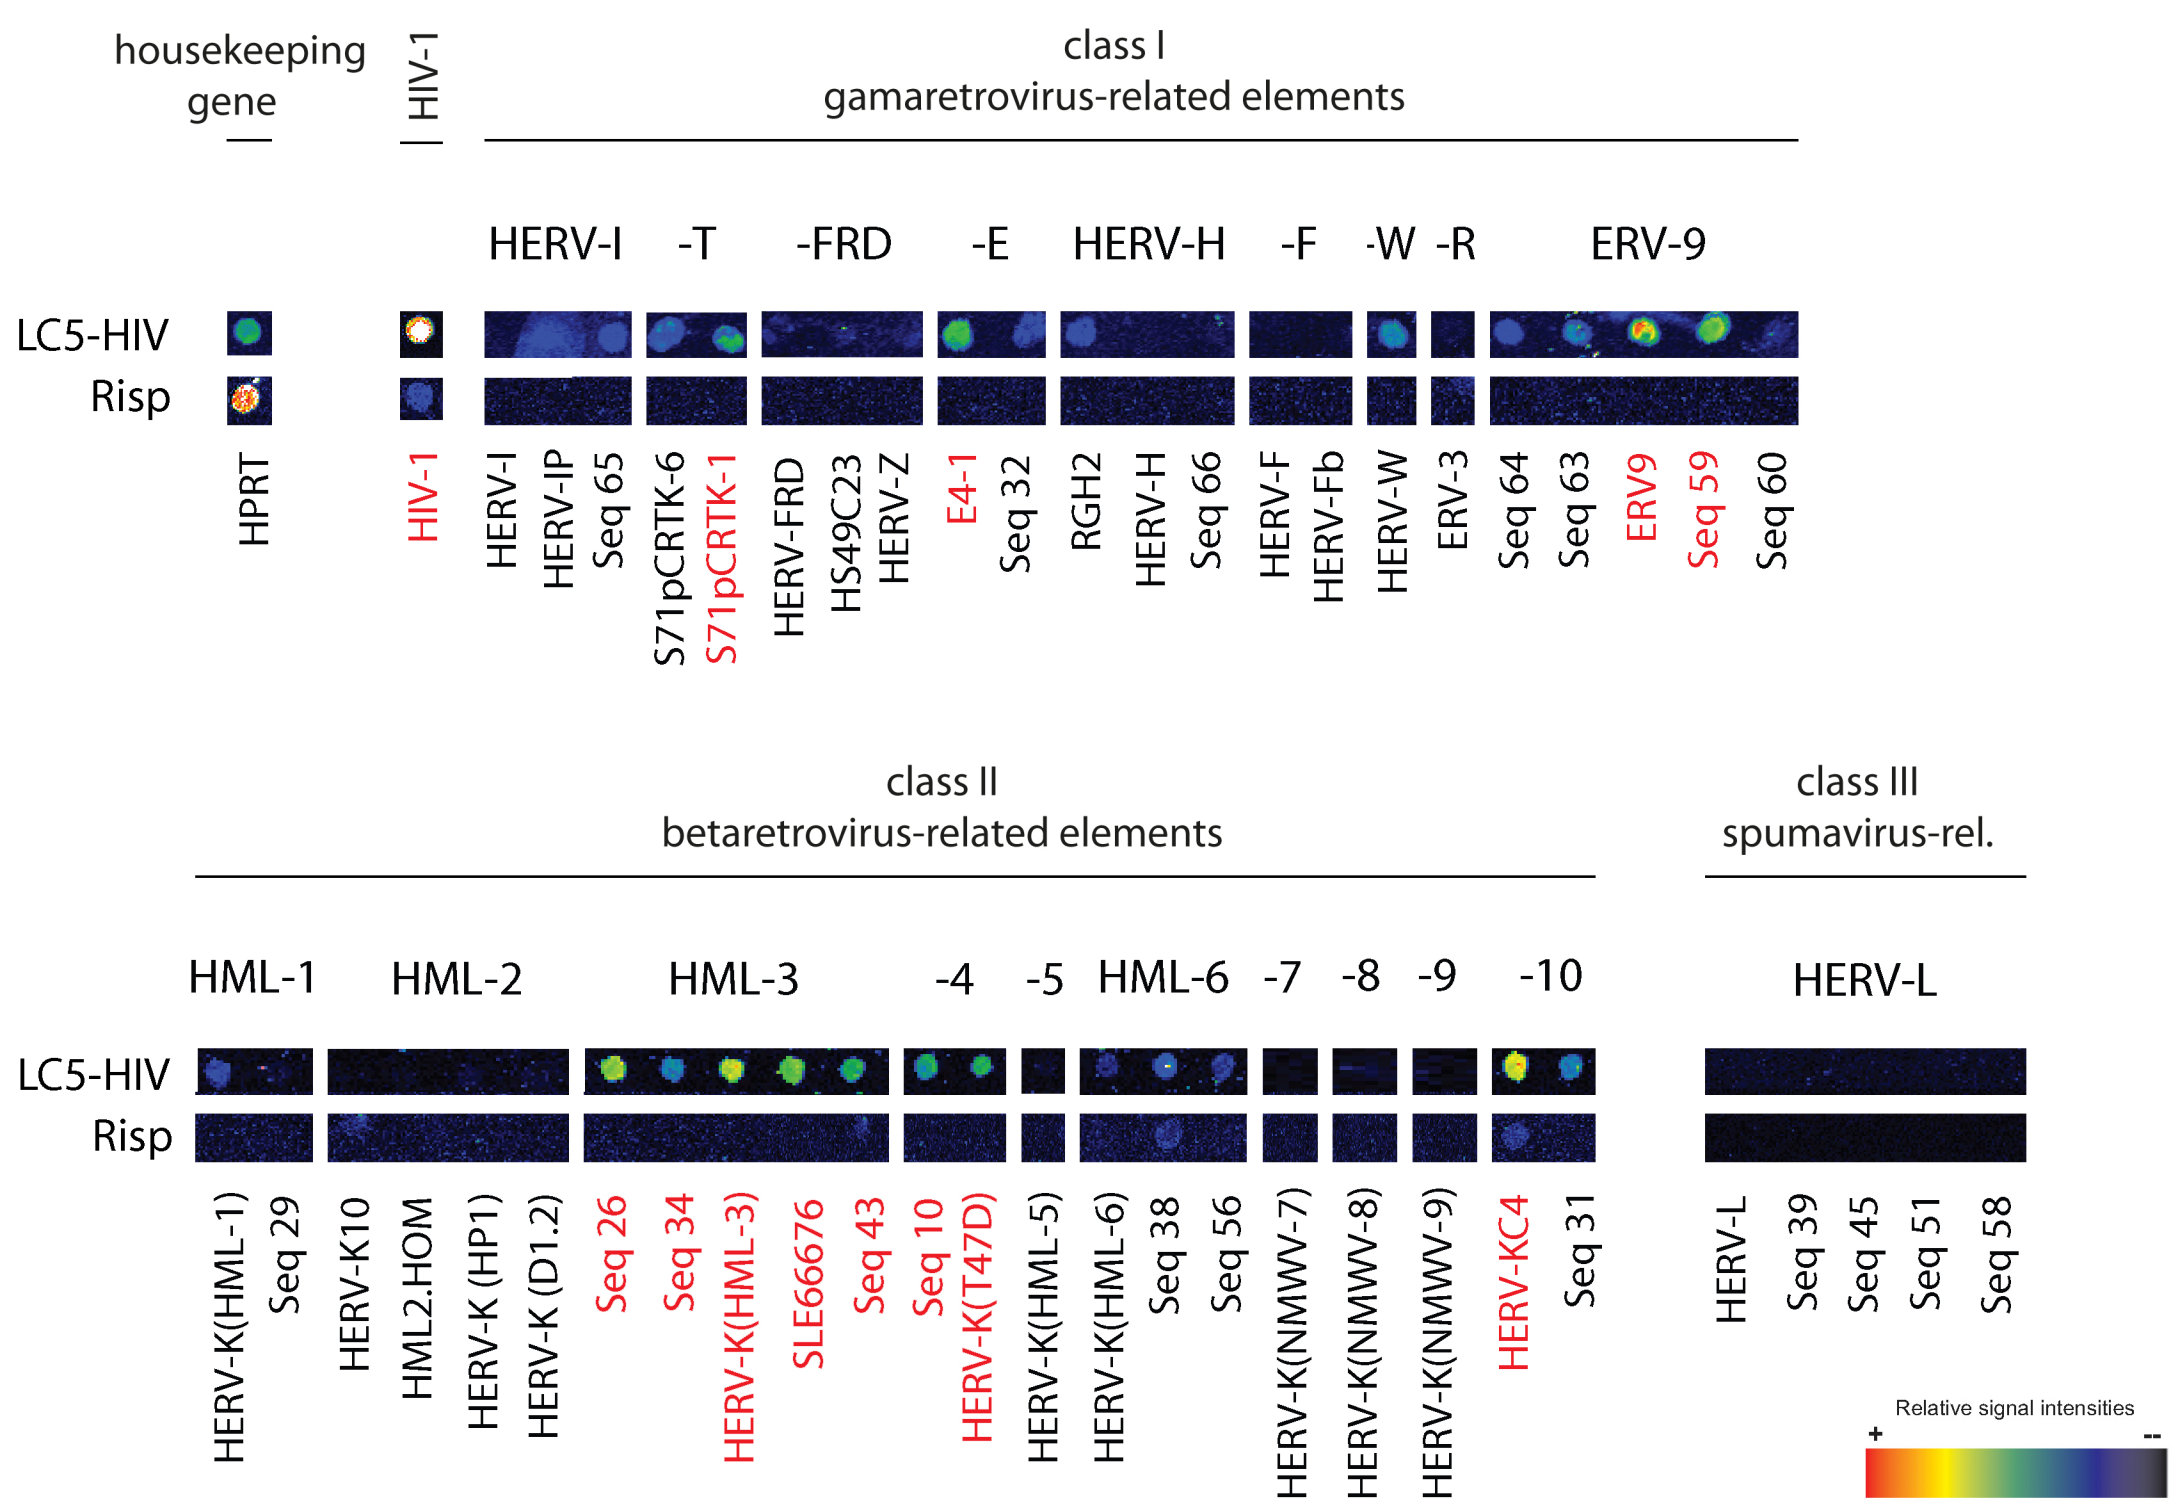 housekeeping
gene
HIV-1
class I
gamaretrovirus-related elements
HERV-I -T -FRD -E HERV-H -F -W -R ERV-9
LC5-HIV
Risp
HPRT
HIV-1
HERV-I
HERV-IP
Seq 65
S71pCRTK-6
S71pCRTK-1
HERV-FRD
HS49C23
HERV-Z
E4-1
Seq 32
RGH2
HERV-H
Seq 66
HERV-F
HERV-Fb
HERV-W
ERV-3
Seq 64
Seq 63
ERV9
Seq 59
Seq 60
class II
betaretrovirus-related elements
class III
spumavirus-rel.
HML-1 HML-2 HML-3 -4 -5 HML-6 -7 -8 -9 -10 HERV-L
LC5-HIV
Risp
HERV-K(HML-1)
Seq 29
HERV-K10
HML2.HOM
HERV-K (HP1)
HERV-K (D1.2)
Seq 26
Seq 34
HERV-K(HML-3)
SLE66676
Seq 43
Seq 10
HERV-K(T47D)
HERV-K(HML-5)
HERV-K(HML-6)
Seq 38
Seq 56
HERV-K(NMWV-7)
HERV-K(NMWV-8)
HERV-K(NMWV-9)
HERV-KC4
Seq 31
HERV-L
Seq 39
Seq 45
Seq 51
Seq 58
Relative signal intensities
+ --